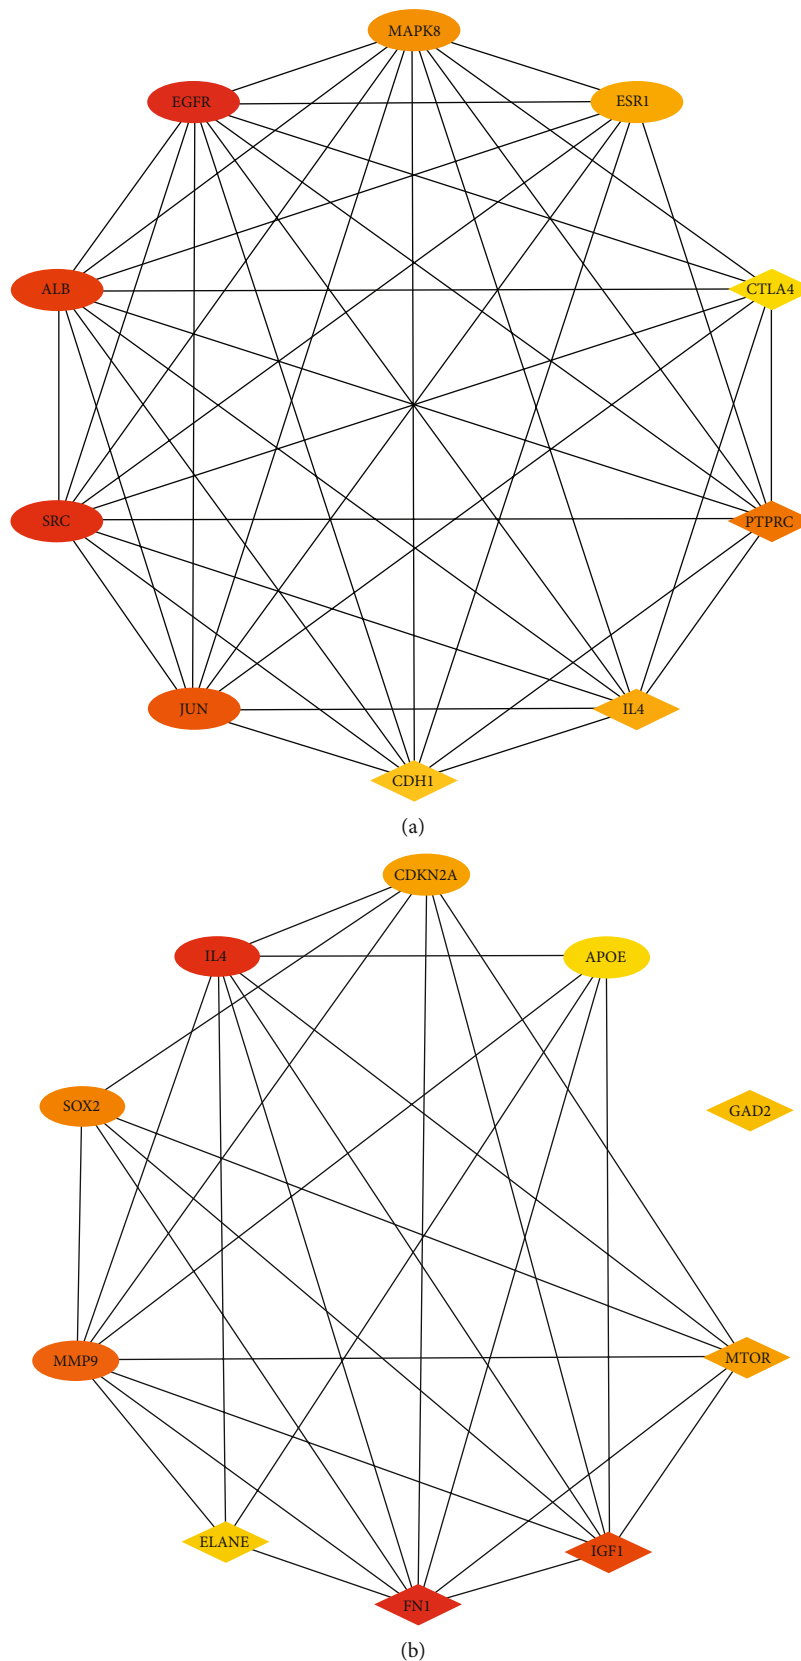 MAPK8
EGFR
ESR1
ALB
CTLA4
SRC
PTPRC
JUN
IL4
CDH1
(a)
CDKN2A
IL4
APOE
SOX2
GAD2
MMP9
MTOR
ELANE
IGF1
FN1
(b)